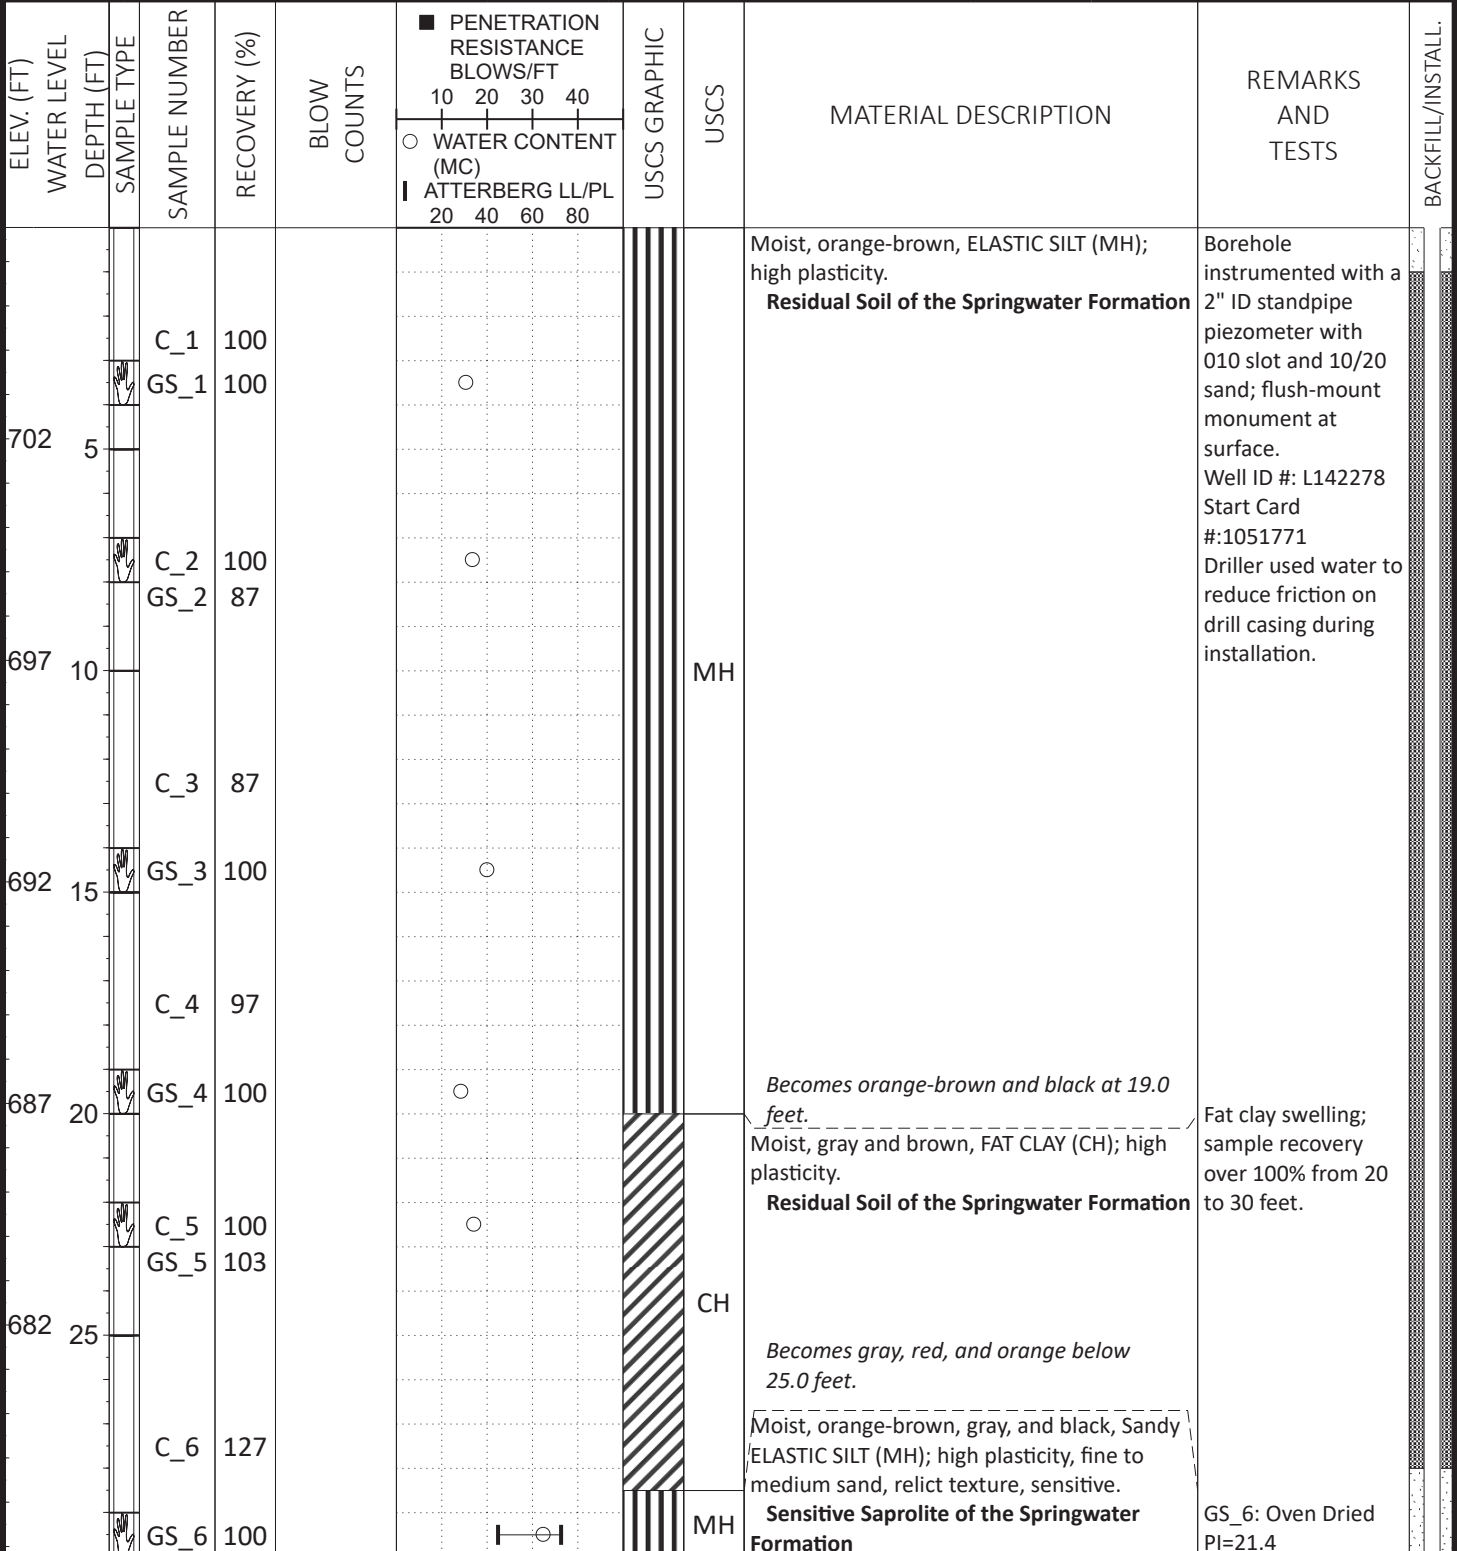 ELEV. (FT)
WATER LEVEL
DEPTH (FT)
SAMPLE TYPE
SAMPLE NUMBER
RECOVERY (%)
BLOW
COUNTS
PENETRATION
RESISTANCE
BLOWS/FT
10 20 30 40
WATER CONTENT
(MC)
ATTERBERG LL/PL
20 40 60 80
USCS GRAPHIC
USCS
MATERIAL DESCRIPTION
REMARKS
AND
TESTS
BACKFILL/INSTALL.
Moist, orange-brown, ELASTIC SILT (MH);
high plasticity.
Residual Soil of the Springwater Formation
Borehole
instrumented with a
2" ID standpipe
piezometer with
010 slot and 10/20
sand; flush-mount
monument at
surface.
Well ID #: L142278
Start Card
#:1051771
Driller used water to
reduce friction on
drill casing during
installation.
C_1 100
GS_1 100
702 5
C_2 100
GS_2 87
697 10
MH
C_3 87
GS_3 100
692 15
C_4 97
GS_4 100
687 20
Becomes orange-brown and black at 19.0
feet.
Moist, gray and brown, FAT CLAY (CH); high
plasticity.
Residual Soil of the Springwater Formation
Fat clay swelling;
sample recovery
over 100% from 20
to 30 feet.
C_5 100
GS_5 103
CH
682 25
Becomes gray, red, and orange below
25.0 feet.
C_6 127
Moist, orange-brown, gray, and black, Sandy
ELASTIC SILT (MH); high plasticity, fine to
medium sand, relict texture, sensitive.
Sensitive Saprolite of the Springwater
Formation
MH
GS_6 100
GS_6: Oven Dried
PI=21.4